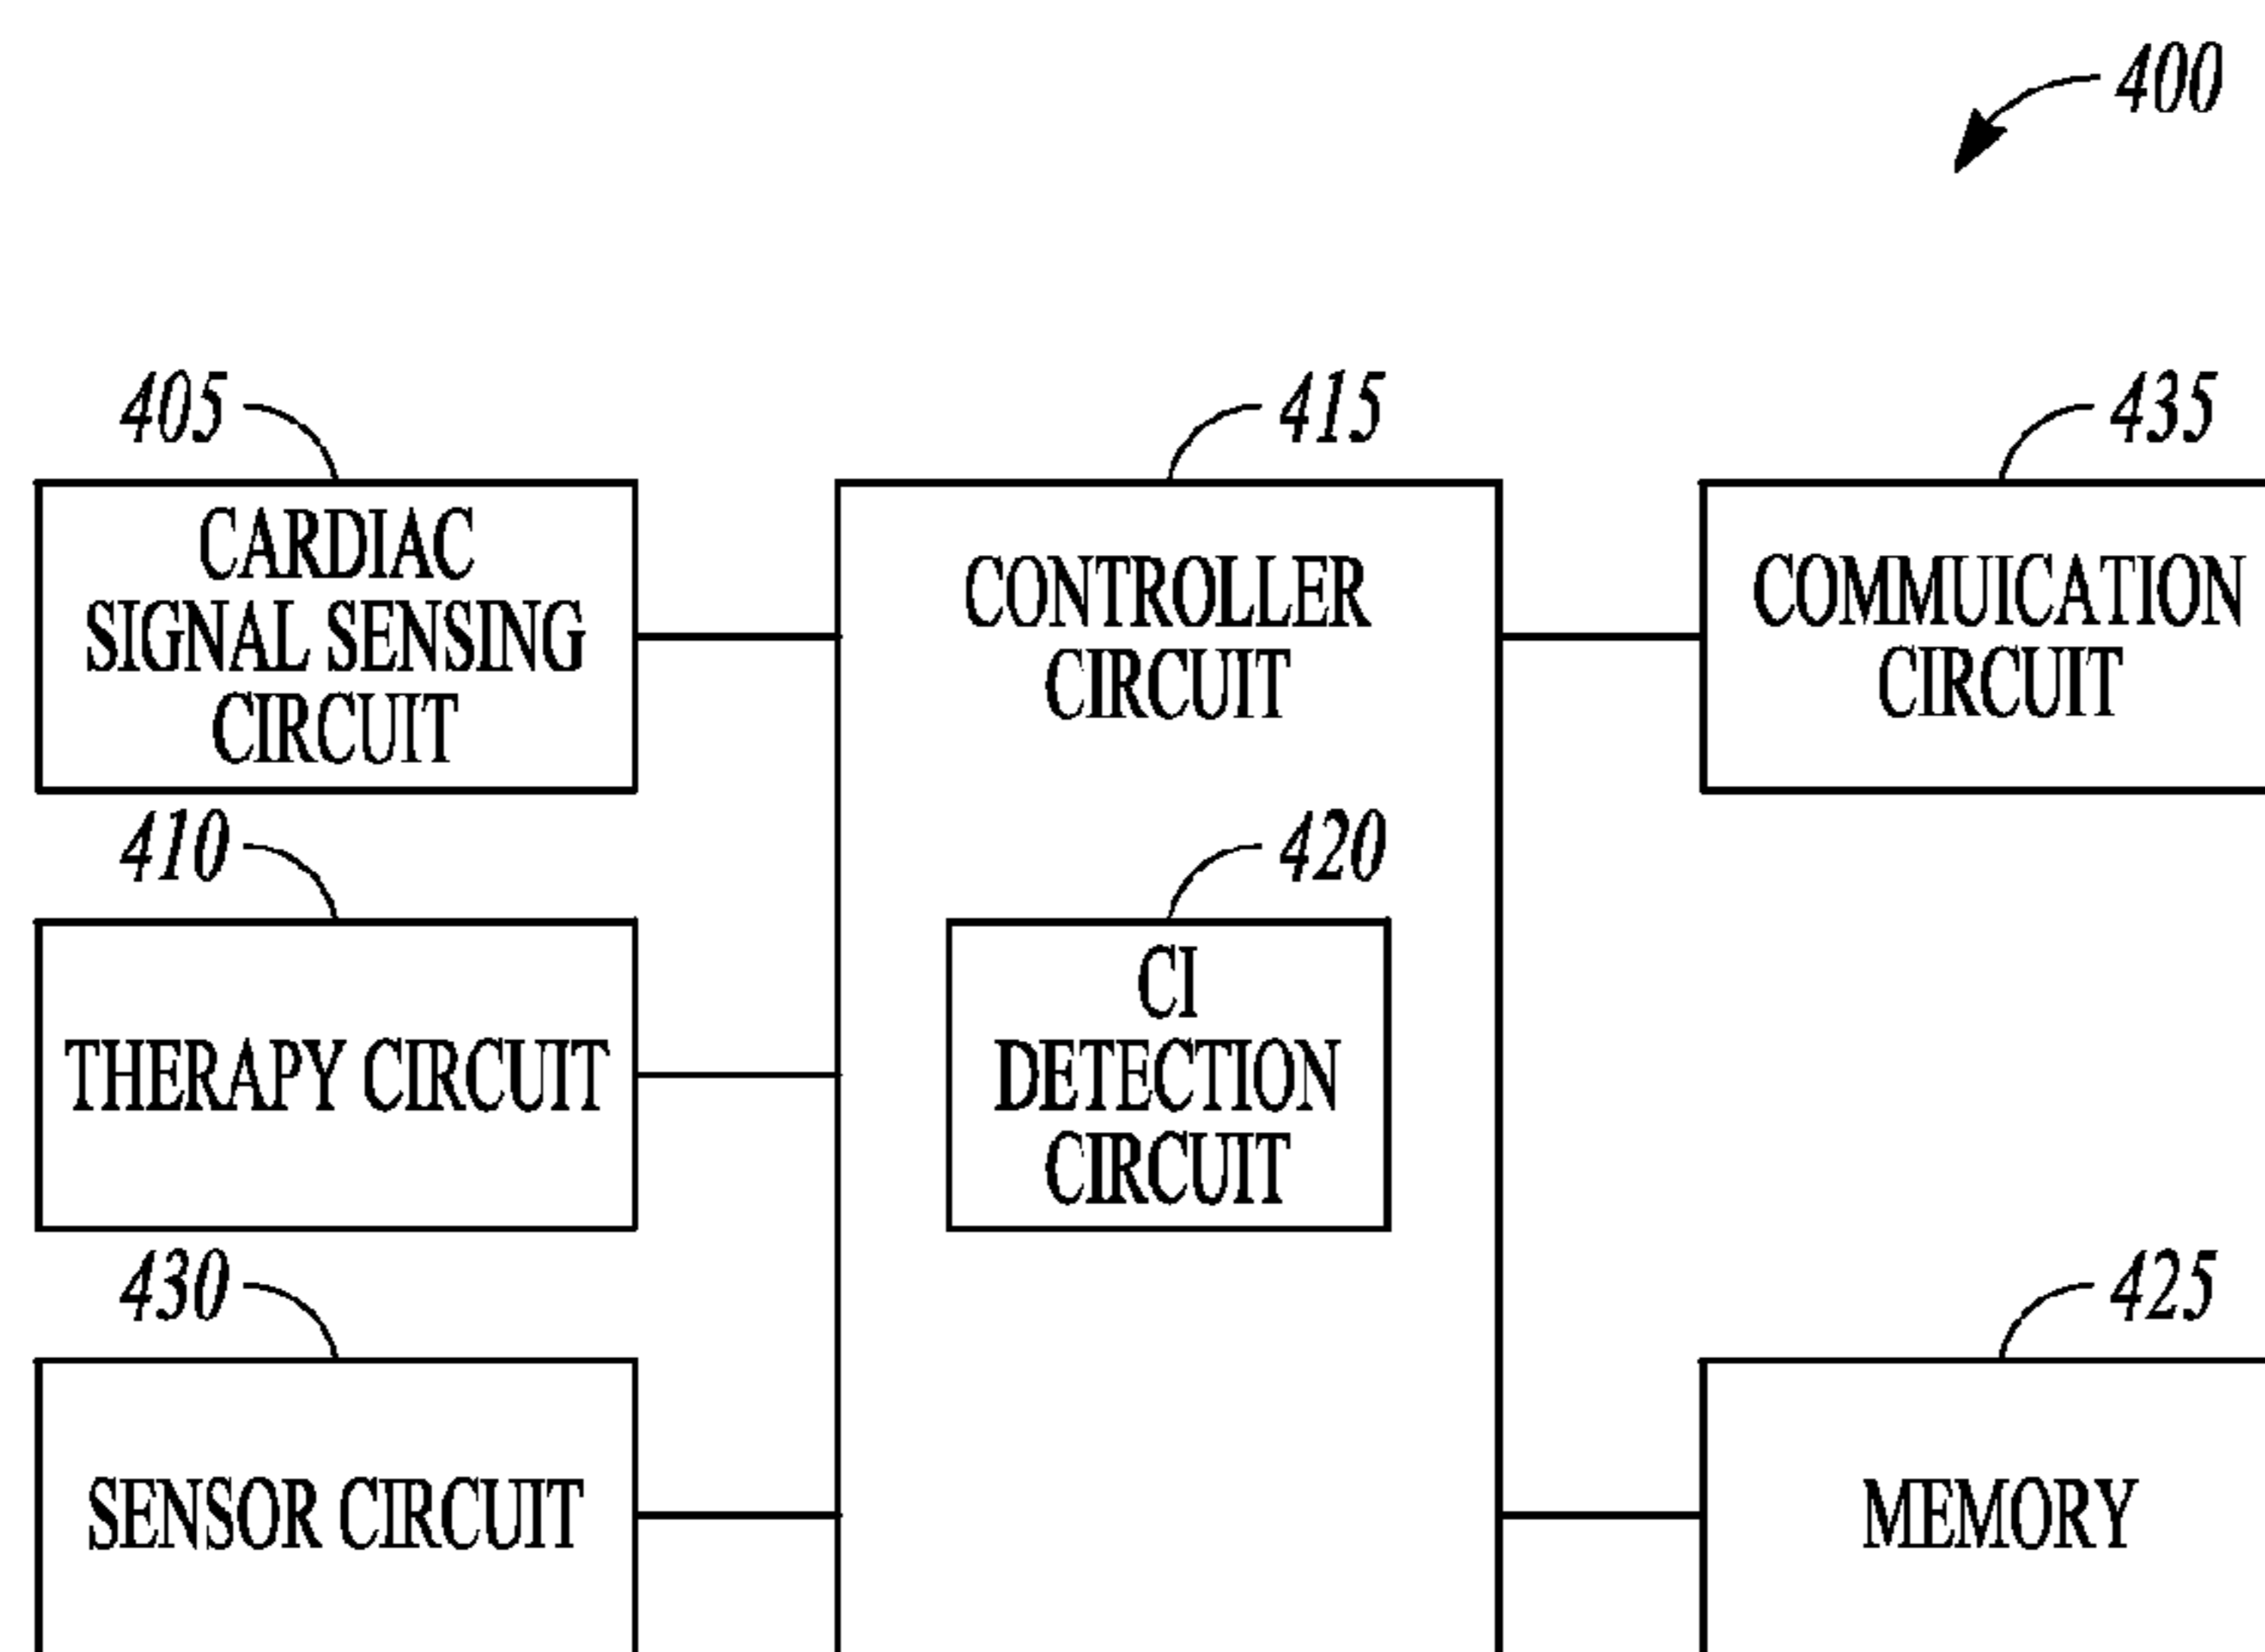 400
405
CARDIAC
SIGNAL SENSING
CIRCUIT
415
CONTROLLER
CIRCUIT
435
COMMUICATION
CIRCUIT
410
THERAPY CIRCUIT
420
CI
DETECTION
CIRCUIT
430
SENSOR CIRCUIT
425
MEMORY